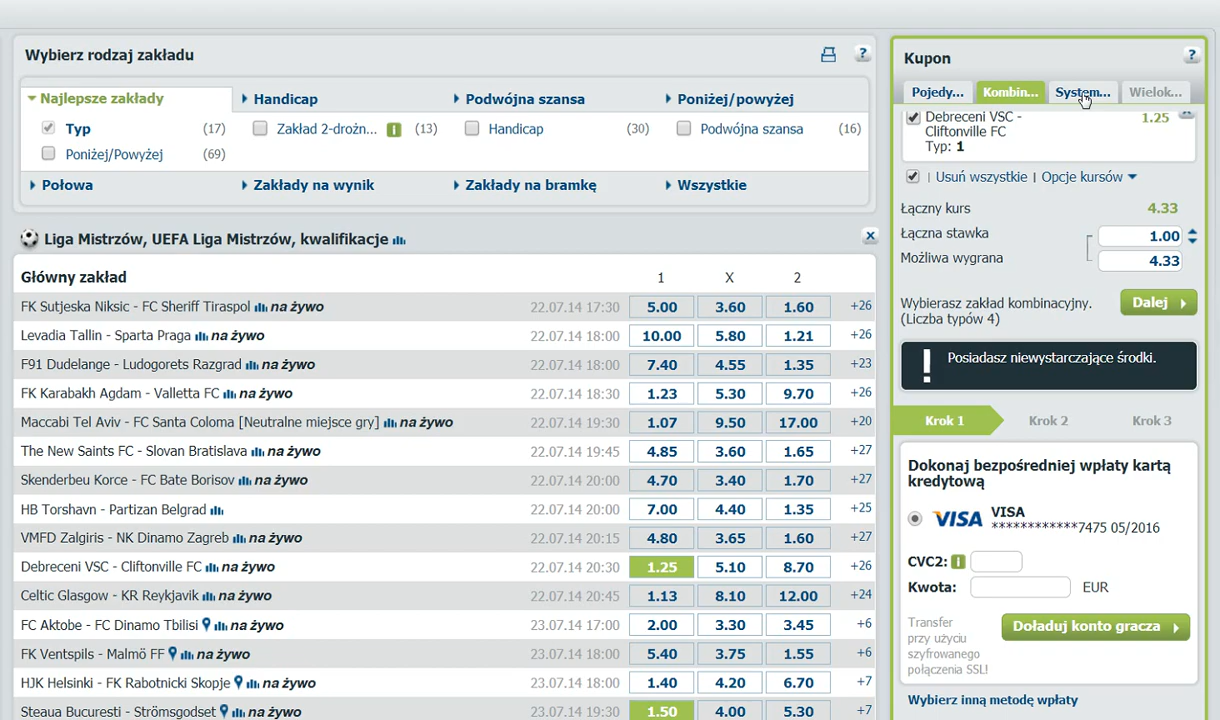 Wybierz rodzaj zakładu
?
Najlepsze zakłady
Handicap
Podwójna szansa
Poniżej/powyżej
Typ (17)
Zakład 2-drożn... i (13)
Handicap (30)
Podwójna szansa (16)
Poniżej/Powyżej (69)
Połowa
Zakłady na wynik
Zakłady na bramkę
Wszystkie
Liga Mistrzów, UEFA Liga Mistrzów, kwalifikacje
Główny zakład 1 X 2
FK Sutjeska Niksic - FC Sheriff Tiraspol na żywo 22.07.14 17:30 5.00 3.60 1.60 +26
Levadia Tallin - Sparta Praga na żywo 22.07.14 18:00 10.00 5.80 1.21 +26
F91 Dudelange - Ludogorets Razgrad na żywo 22.07.14 18:00 7.40 4.55 1.35 +23
FK Karabakh Agdam - Valletta FC na żywo 22.07.14 18:30 1.23 5.30 9.70 +26
Maccabi Tel Aviv - FC Santa Coloma [Neutralne miejsce gry] na żywo 22.07.14 19:30 1.07 9.50 17.00 +20
The New Saints FC - Slovan Bratislava na żywo 22.07.14 19:45 4.85 3.60 1.65 +27
Skenderbeu Korce - FC Bate Borisov na żywo 22.07.14 20:00 4.70 3.40 1.70 +27
HB Torshavn - Partizan Belgrad 22.07.14 20:00 7.00 4.40 1.35 +25
VMFD Zalgiris - NK Dinamo Zagreb na żywo 22.07.14 20:15 4.80 3.65 1.60 +27
Debreceni VSC - Cliftonville FC na żywo 22.07.14 20:30 1.25 5.10 8.70 +26
Celtic Glasgow - KR Reykjavik na żywo 22.07.14 20:45 1.13 8.10 12.00 +24
FC Aktobe - FC Dinamo Tbilisi na żywo 23.07.14 17:00 2.00 3.30 3.45 +6
FK Ventspils - Malmö FF na żywo 23.07.14 18:00 5.40 3.75 1.55 +6
HJK Helsinki - FK Rabotnicki Skopje na żywo 23.07.14 18:00 1.40 4.20 6.70 +7
Steaua Bucuresti - Strömsgodset na żywo 23.07.14 19:30 1.50 4.00 5.30 +7
Kupon ?
Pojedy... Kombin... System... Wielok...
Debreceni VSC - 1.25
Cliftonville FC
Typ: 1
| Usuń wszystkie | Opcje kursów
Łączny kurs 4.33
Łączna stawka 1.00
Możliwa wygrana 4.33
Wybierasz zakład kombinacyjny.
(Liczba typów 4)
Dalej
! Posiadasz niewystarczające środki.
Krok 1 Krok 2 Krok 3
Dokonaj bezpośredniej wpłaty kartą
kredytową
VISA VISA
************7475 05/2016
CVC2: i
Kwota: EUR
Transfer
przy użyciu
szyfrowanego
połączenia SSL!
Doładuj konto gracza
Wybierz inną metodę wpłaty